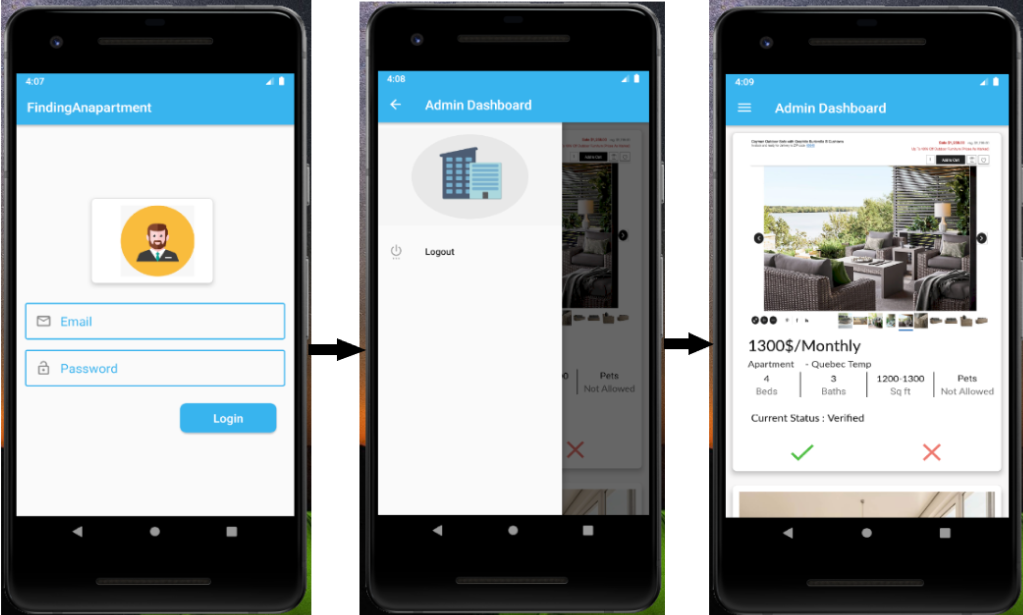 4:07
FindingAnapartment
Email
Password
Login
4:08
Admin Dashboard
Logout
0
Pets
Not Allowed
4:09
Admin Dashboard
1300$/Monthly
Apartment - Quebec Temp
4 3 1200-1300 Pets
Beds Baths Sq ft Not Allowed
Current Status : Verified